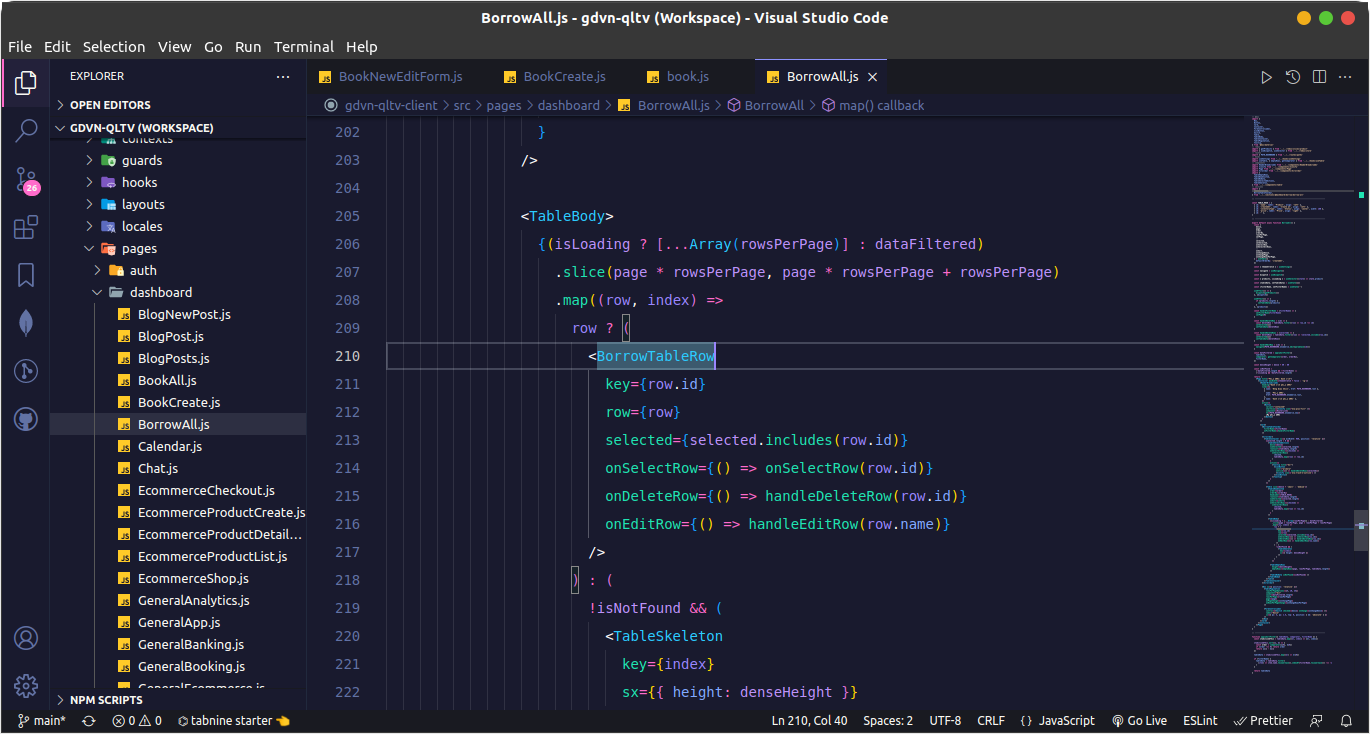 BorrowAll.js - gdvn-qltv (Workspace) - Visual Studio Code
File Edit Selection View Go Run Terminal Help
EXPLORER
OPEN EDITORS
GDVN-QLTV (WORKSPACE)
contexts
guards
hooks
layouts
locales
pages
auth
dashboard
BlogNewPost.js
BlogPost.js
BlogPosts.js
BookAll.js
BookCreate.js
BorrowAll.js
Calendar.js
Chat.js
EcommerceCheckout.js
EcommerceProductCreate.js
EcommerceProductDetail...
EcommerceProductList.js
EcommerceShop.js
GeneralAnalytics.js
GeneralApp.js
GeneralBanking.js
GeneralBooking.js
GeneralEcommerce.js
NPM SCRIPTS
26
BookNewEditForm.js BookCreate.js book.js BorrowAll.js
gdvn-qltv-client > src > pages > dashboard > BorrowAll.js > BorrowAll > map() callback
202 }
203 />
204
205 <TableBody>
206 {(isLoading ? [...Array(rowsPerPage)] : dataFiltered)
207 .slice(page * rowsPerPage, page * rowsPerPage + rowsPerPage)
208 .map((row, index) =>
209 row ? (
210 <BorrowTableRow
211 key={row.id}
212 row={row}
213 selected={selected.includes(row.id)}
214 onSelectRow={() => onSelectRow(row.id)}
215 onDeleteRow={() => handleDeleteRow(row.id)}
216 onEditRow={() => handleEditRow(row.name)}
217 />
218 ) : (
219 !isNotFound && (
220 <TableSkeleton
221 key={index}
222 sx={{ height: denseHeight }}
main* 0 0 tabnine starter Ln 210, Col 40 Spaces: 2 UTF-8 CRLF {} JavaScript Go Live ESLint Prettier